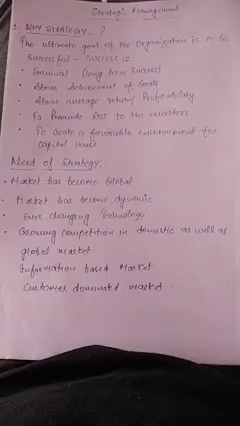 Strategic Management
1. WHY STRATEGY..?
The ultimate goal of the Organization is to be
Successful - Success is
• Survival (long term Success)
• Above Achievement of Goals
• Above average return/ Profitability
• To Provide ROI to the investors.
• To create a favorable environment for
Capital
Need of Strategy:-
• Market has become Global
• Market has become dynamic
• Ever changing Technology
• Growing competition in domestic as well as
global market
Information based Market
• Customer dominated market.